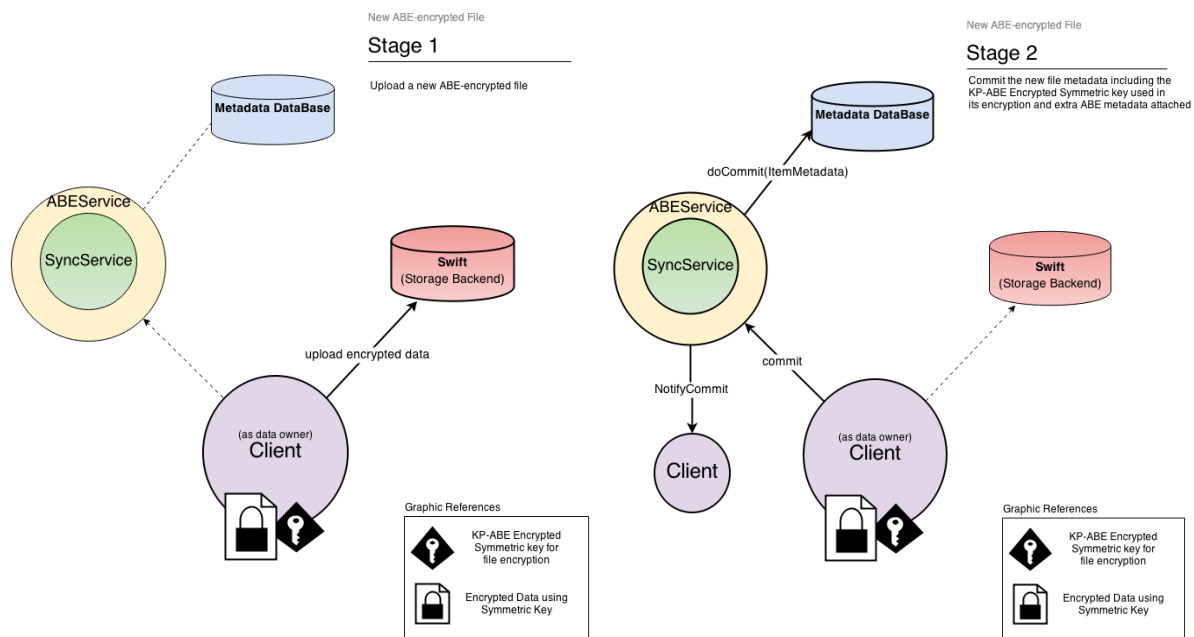 New ABE-encrypted File
Stage 1
Upload a new ABE-encrypted file
Metadata DataBase
ABEService
SyncService
Swift
(Storage Backend)
upload encrypted data
(as data owner)
Client
Graphic References
KP-ABE Encrypted
Symmetric key for
file encryption
Encrypted Data using
Symmetric Key
New ABE-encrypted File
Stage 2
Commit the new file metadata including the
KP-ABE Encrypted Symmetric key used in
its encryption and extra ABE metadata attached
Metadata DataBase
doCommit(ItemMetadata)
ABEService
SyncService
Swift
(Storage Backend)
commit
NotifyCommit
(as data owner)
Client
Client
Graphic References
KP-ABE Encrypted
Symmetric key for
file encryption
Encrypted Data using
Symmetric Key